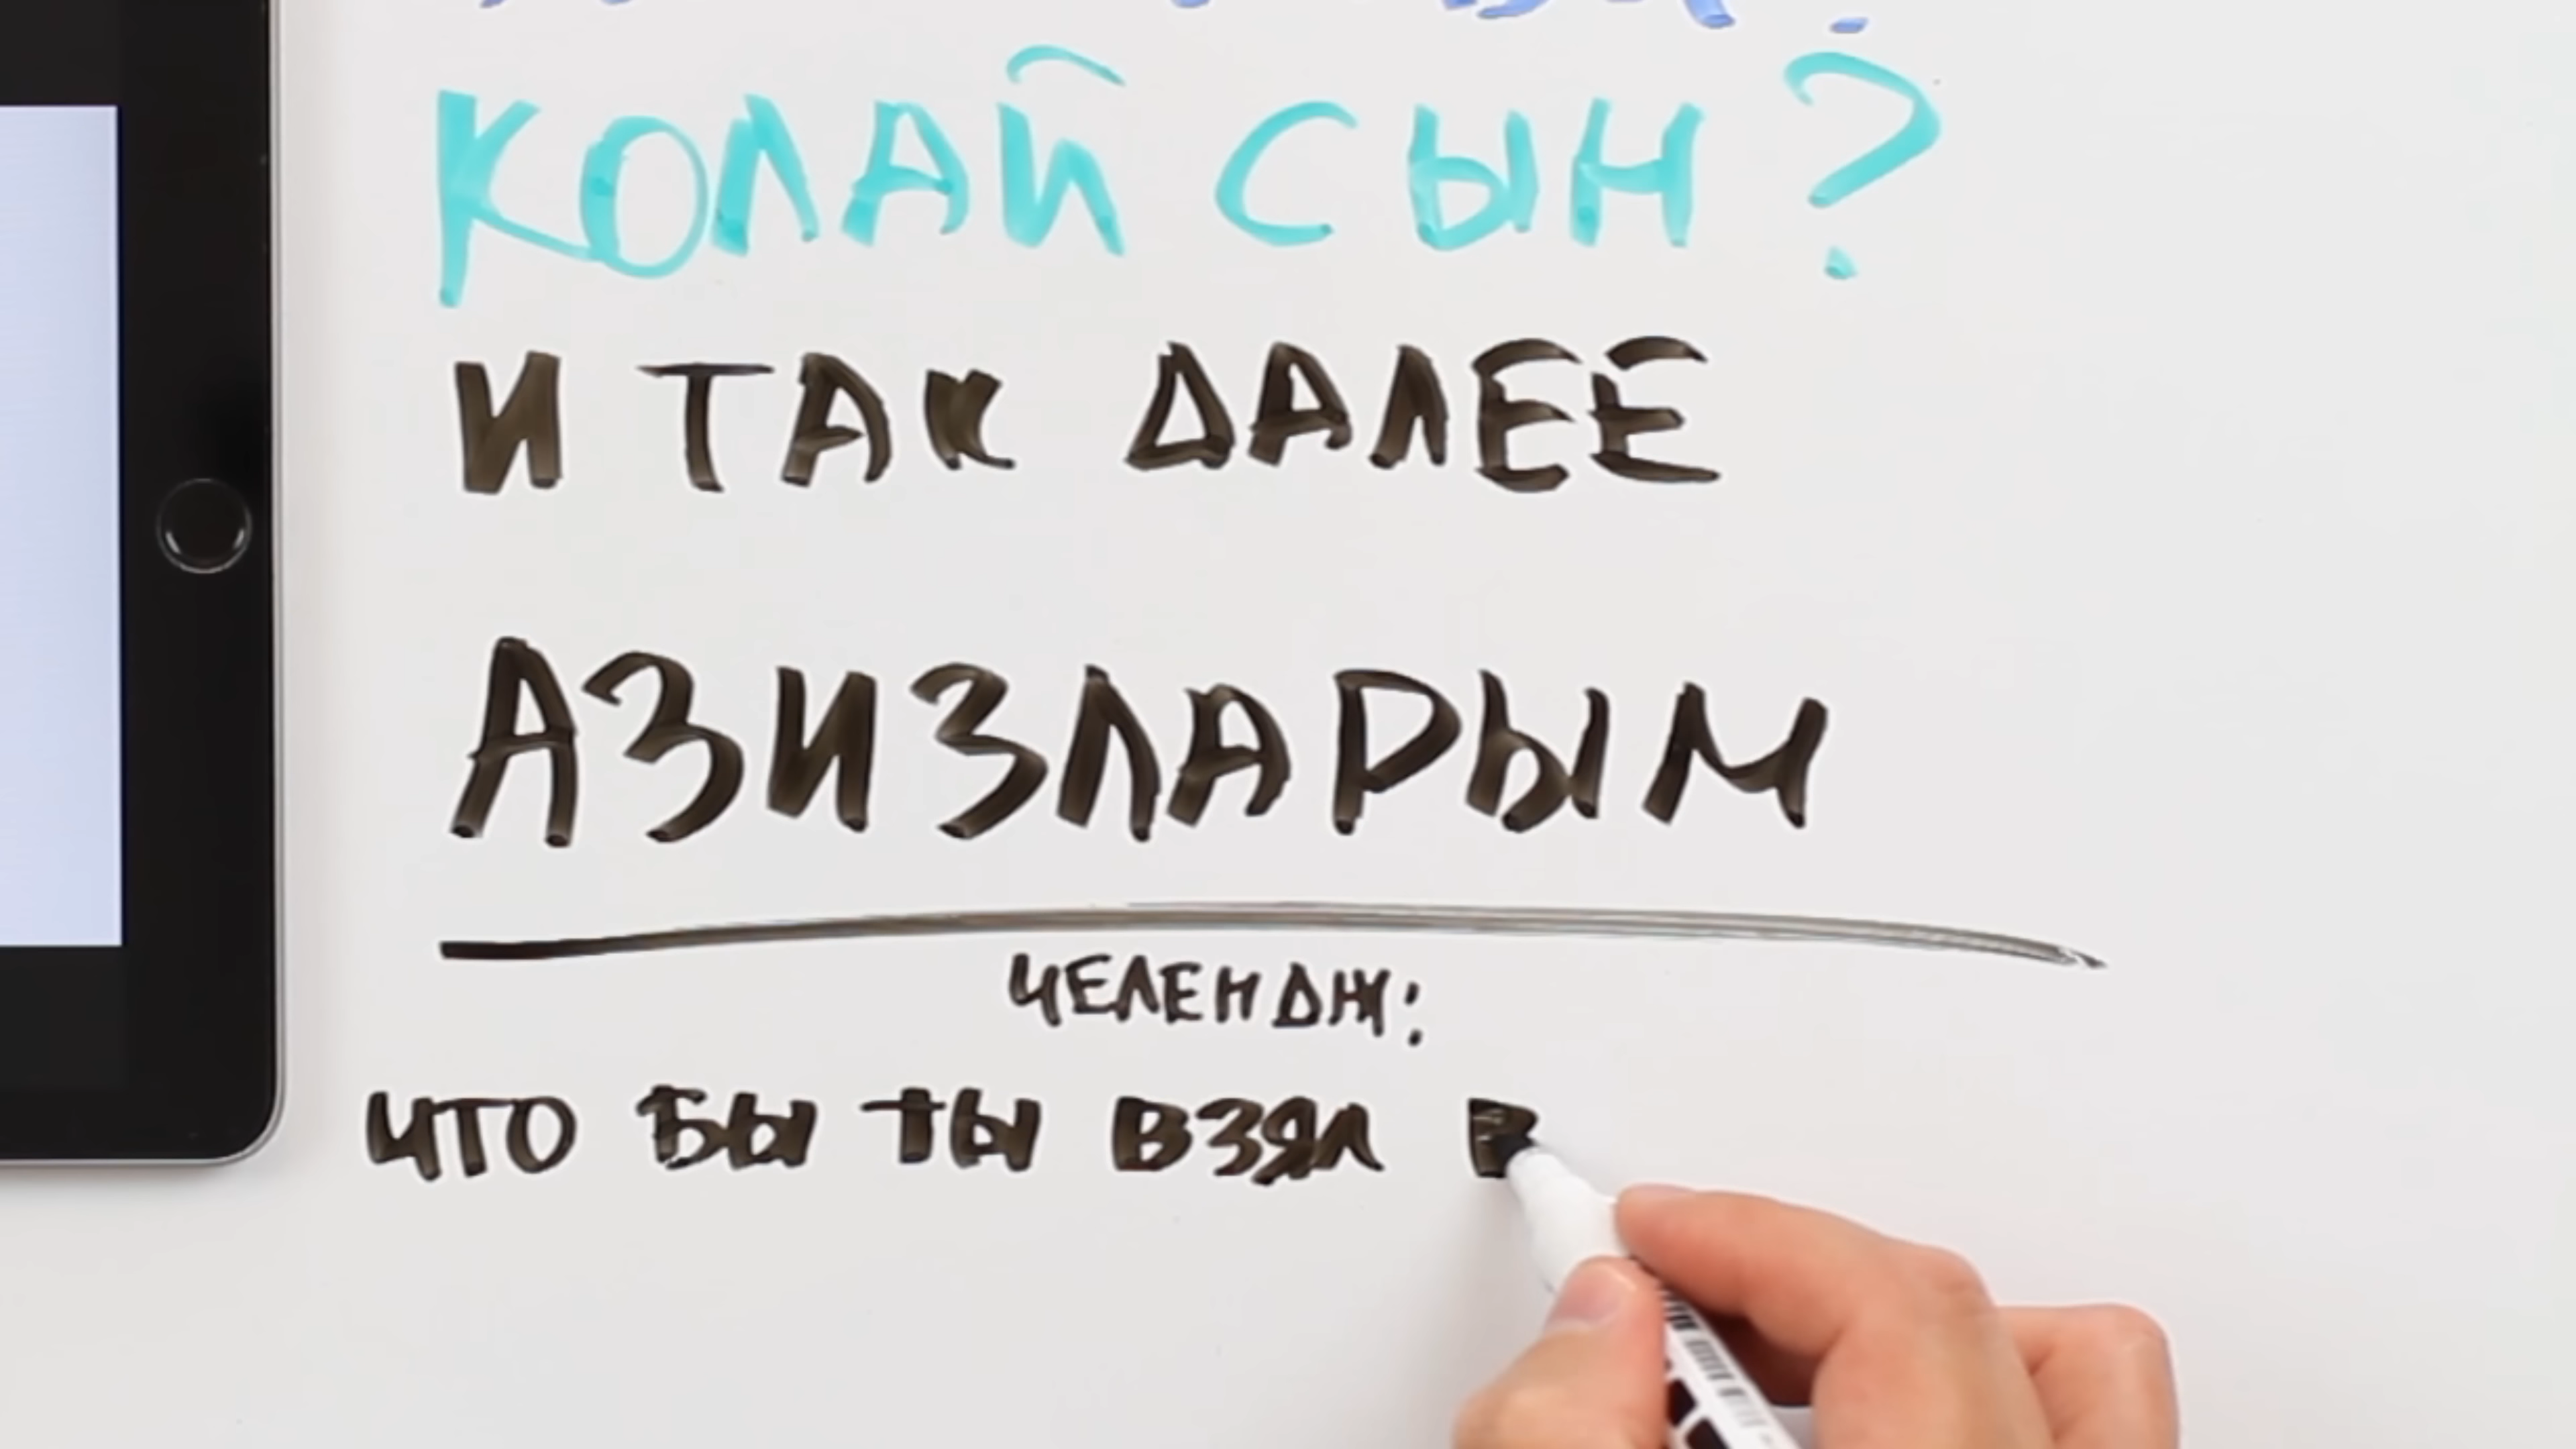 КОЛАЙ СЫН?
И ТАК ДАЛЕЕ
АЗИЗЛАРЫМ
ЧЕЛЕНДЖ:
ЧТО БЫ ТЫ ВЗЯЛ В